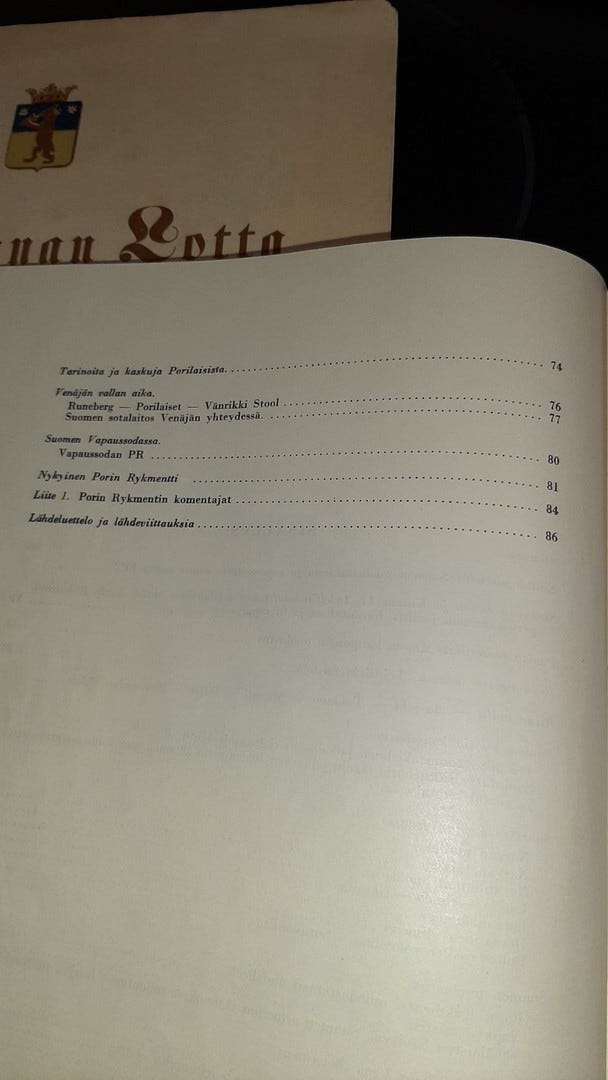 Lotta
Tarinoita ja kaskuja Porilaisista. 74
Venäjän vallan aika.
Runeberg — Porilaiset — Vänrikki Stool 76
Suomen sotalaitos Venäjän yhteydessä. 77
Suomen Vapaussodassa.
Vapaussodan PR 80
Nykyinen Porin Rykmentti 81
Liite 1. Porin Rykmentin komentajat 84
Lähdeluettelo ja lähdeviittauksia 86